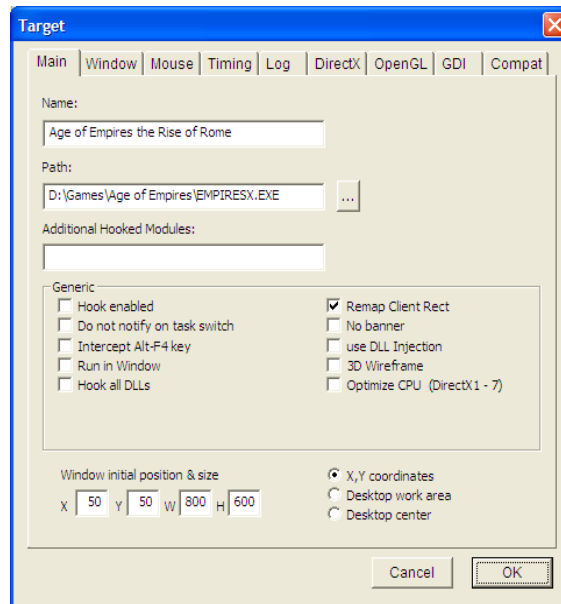 Target
Main Window Mouse Timing Log DirectX OpenGL GDI Compat
Name:
Age of Empires the Rise of Rome
Path:
D:\Games\Age of Empires\EMPIRESX.EXE ...
Additional Hooked Modules:
Generic
Hook enabled
Do not notify on task switch
Intercept Alt-F4 key
Run in Window
Hook all DLLs
Remap Client Rect
No banner
use DLL Injection
3D Wireframe
Optimize CPU (DirectX1 - 7)
Window initial position & size
X 50 Y 50 W 800 H 600
X,Y coordinates
Desktop work area
Desktop center
Cancel OK